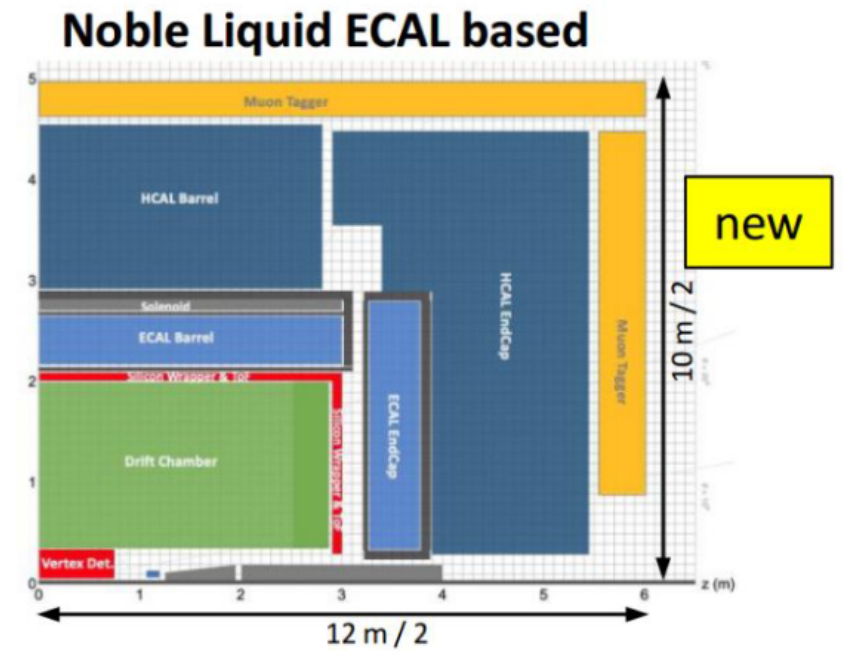 Noble Liquid ECAL based
5
Muon Tagger
4
HCAL Barrel
new
3
HCAL EndCap
10 m / 2
Solenoid
ECAL Barrel
Muon Tagger
2
Silicon Wrapper & ToF
ECAL EndCap
Silicon Wrapper & ToF
Drift Chamber
1
Vertex Det.
0
z (m)
0 1 2 3 4 5 6
12 m / 2